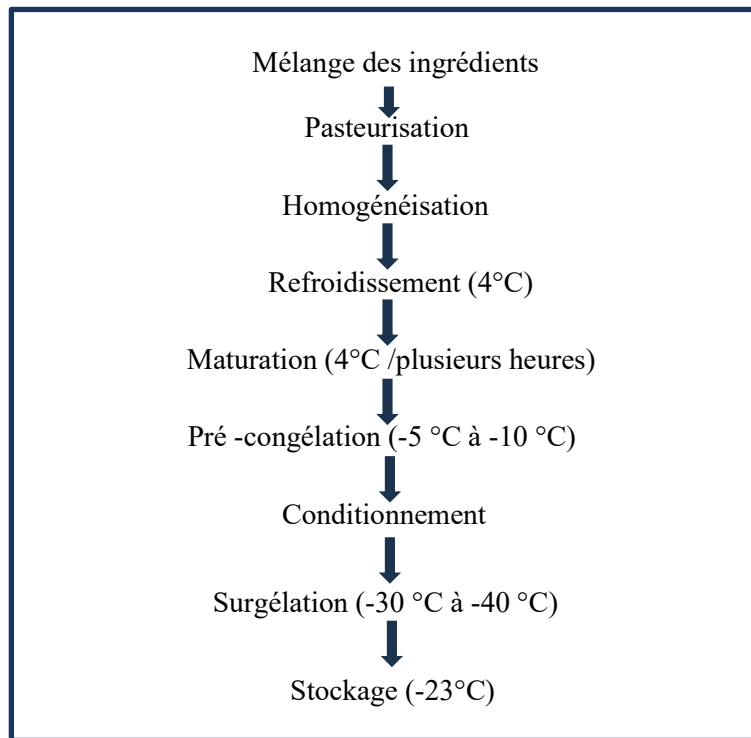 Mélange des ingrédients
Pasteurisation
Homogénéisation
Refroidissement (4°C)
Maturation (4°C /plusieurs heures)
Pré -congélation (-5 °C à -10 °C)
Conditionnement
Surgélation (-30 °C à -40 °C)
Stockage (-23°C)